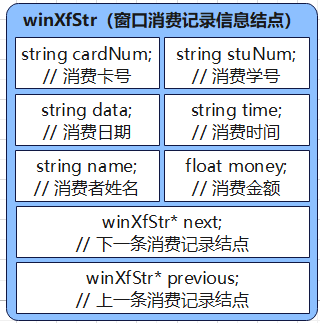 winXfStr（窗口消费记录信息结点）
string cardNum;
// 消费卡号
string stuNum;
// 消费学号
string data;
// 消费日期
string time;
// 消费时间
string name;
// 消费者姓名
float money;
// 消费金额
winXfStr* next;
// 下一条消费记录结点
winXfStr* previous;
// 上一条消费记录结点